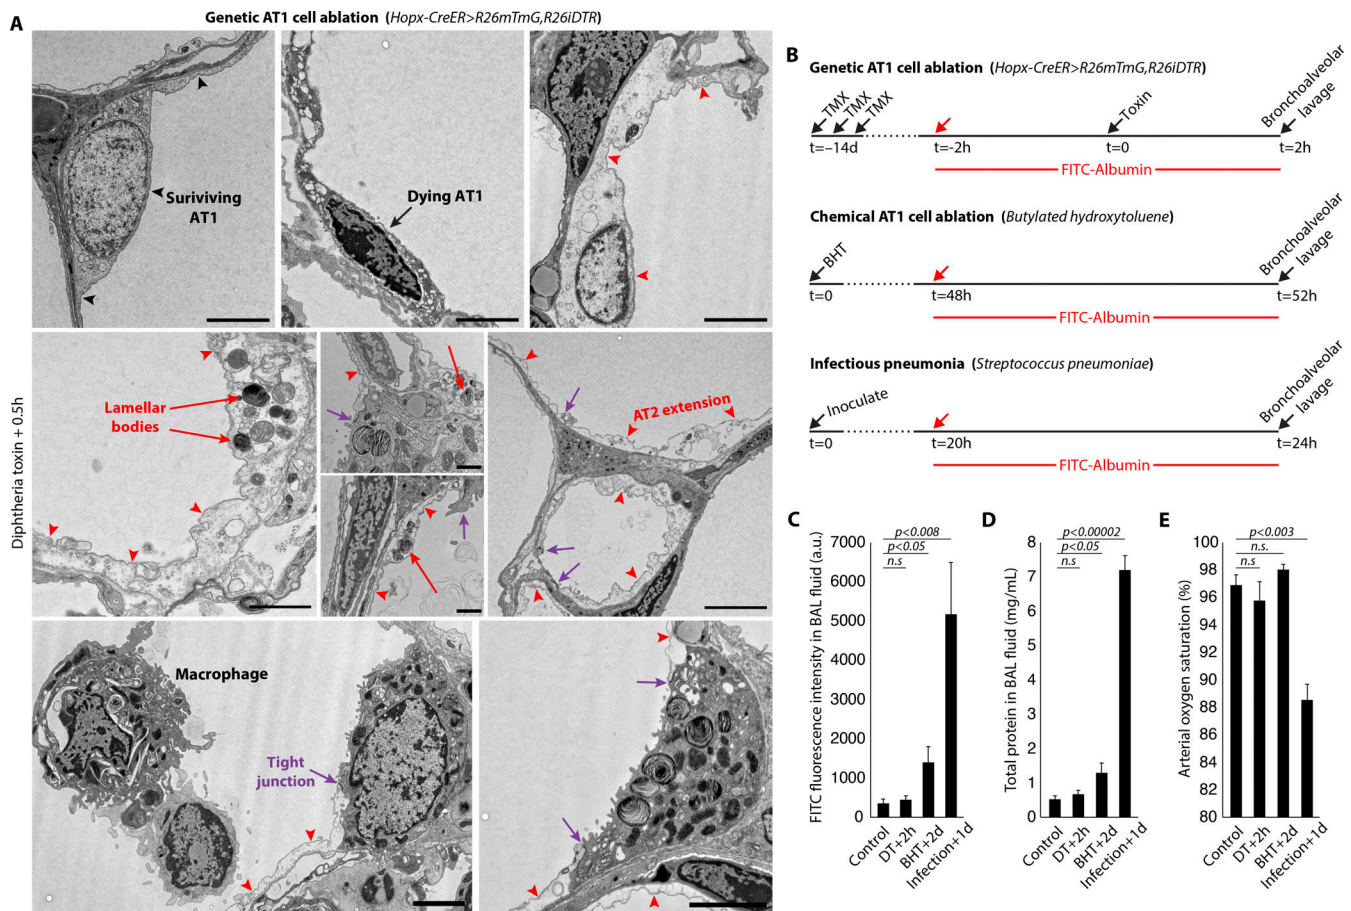 A
Genetic AT1 cell ablation (Hopx-CreER>R26mTmG,R26iDTR)
Diphtheria toxin + 0.5h
Suriviving
AT1
Dying AT1
Lamellar
bodies
AT2 extension
Macrophage
Tight
junction
B
Genetic AT1 cell ablation (Hopx-CreER>R26mTmG,R26iDTR)
TMX
TMX
TMX
Toxin
Bronchoalveolar
lavage
t=–14d
t=-2h
t=0
t=2h
FITC-Albumin
Chemical AT1 cell ablation (Butylated hydroxytoluene)
BHT
Bronchoalveolar
lavage
t=0
t=48h
t=52h
FITC-Albumin
Infectious pneumonia (Streptococcus pneumoniae)
Inoculate
Bronchoalveolar
lavage
t=0
t=20h
t=24h
FITC-Albumin
C
FITC fluorescence intensity in BAL fluid (a.u.)
p<0.008
p<0.05
n.s
7000
6000
5000
4000
3000
2000
1000
0
Control
DT+2h
BHT+2d
Infection+1d
D
Total protein in BAL fluid (mg/mL)
p<0.00002
p<0.05
n.s
8
7
6
5
4
3
2
1
0
Control
DT+2h
BHT+2d
Infection+1d
E
Arterial oxygen saturation (%)
p<0.003
n.s.
n.s
100
98
96
94
92
90
88
86
84
82
80
Control
DT+2h
BHT+2d
Infection+1d